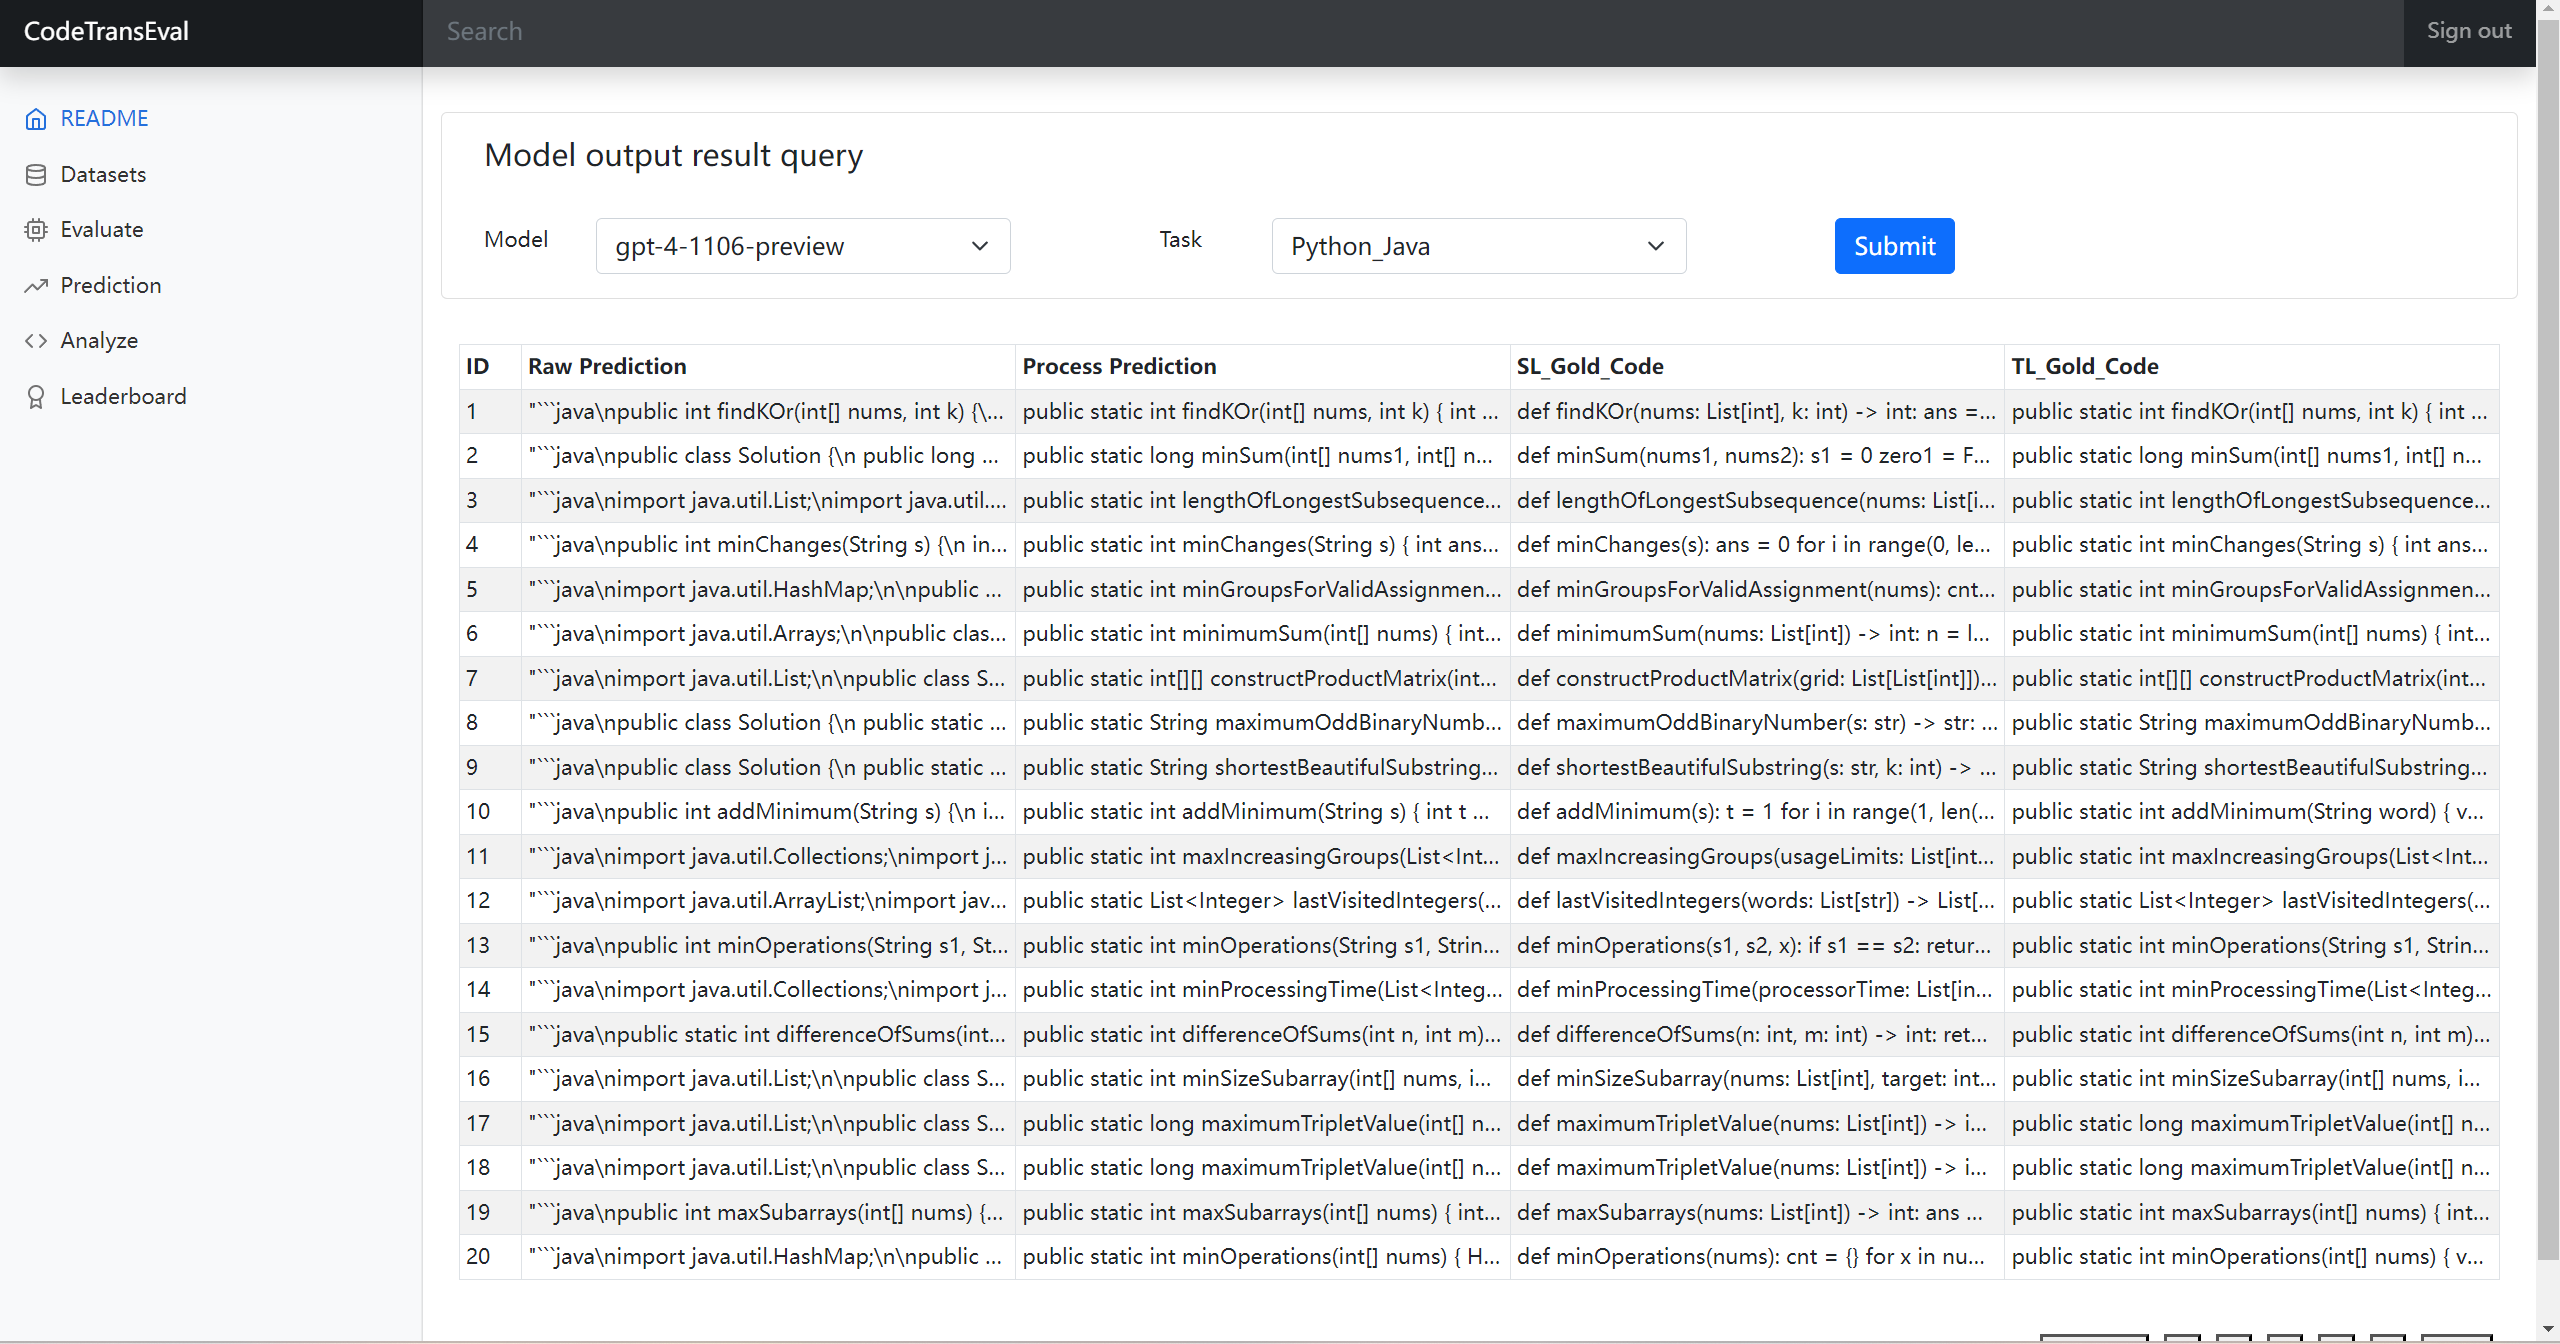 CodeTransEval Search Sign out
README
Datasets
Evaluate
Prediction
Analyze
Leaderboard
Model output result query
Model gpt-4-1106-preview Task Python_Java Submit
ID Raw Prediction Process Prediction SL_Gold_Code TL_Gold_Code
1 "```java\npublic int findKOr(int[] nums, int k) {\... public static int findKOr(int[] nums, int k) { int ... def findKOr(nums: List[int], k: int) -> int: ans =... public static int findKOr(int[] nums, int k) { int ...
2 "```java\npublic class Solution {\n public long ... public static long minSum(int[] nums1, int[] n... def minSum(nums1, nums2): s1 = 0 zero1 = F... public static long minSum(int[] nums1, int[] n...
3 "```java\nimport java.util.List;\nimport java.util.... public static int lengthOfLongestSubsequence... def lengthOfLongestSubsequence(nums: List[i... public static int lengthOfLongestSubsequence...
4 "```java\npublic int minChanges(String s) {\n in... public static int minChanges(String s) { int ans... def minChanges(s): ans = 0 for i in range(0, le... public static int minChanges(String s) { int ans...
5 "```java\nimport java.util.HashMap;\n\npublic ... public static int minGroupsForValidAssignmen... def minGroupsForValidAssignment(nums): cnt... public static int minGroupsForValidAssignmen...
6 "```java\nimport java.util.Arrays;\n\npublic clas... public static int minimumSum(int[] nums) { int... def minimumSum(nums: List[int]) -> int: n = l... public static int minimumSum(int[] nums) { int...
7 "```java\nimport java.util.List;\n\npublic class S... public static int[][] constructProductMatrix(int... def constructProductMatrix(grid: List[List[int]])... public static int[][] constructProductMatrix(int...
8 "```java\npublic class Solution {\n public static ... public static String maximumOddBinaryNumb... def maximumOddBinaryNumber(s: str) -> str: ... public static String maximumOddBinaryNumb...
9 "```java\npublic class Solution {\n public static ... public static String shortestBeautifulSubstring... def shortestBeautifulSubstring(s: str, k: int) -> ... public static String shortestBeautifulSubstring...
10 "```java\npublic int addMinimum(String s) {\n i... public static int addMinimum(String s) { int t ... def addMinimum(s): t = 1 for i in range(1, len(... public static int addMinimum(String word) { v...
11 "```java\nimport java.util.Collections;\nimport j... public static int maxIncreasingGroups(List<Int... def maxIncreasingGroups(usageLimits: List[int... public static int maxIncreasingGroups(List<Int...
12 "```java\nimport java.util.ArrayList;\nimport jav... public static List<Integer> lastVisitedIntegers(... def lastVisitedIntegers(words: List[str]) -> List[... public static List<Integer> lastVisitedIntegers(...
13 "```java\npublic int minOperations(String s1, St... public static int minOperations(String s1, Strin... def minOperations(s1, s2, x): if s1 == s2: retur... public static int minOperations(String s1, Strin...
14 "```java\nimport java.util.Collections;\nimport j... public static int minProcessingTime(List<Integ... def minProcessingTime(processorTime: List[in... public static int minProcessingTime(List<Integ...
15 "```java\npublic static int differenceOfSums(int... public static int differenceOfSums(int n, int m)... def differenceOfSums(n: int, m: int) -> int: ret... public static int differenceOfSums(int n, int m)...
16 "```java\nimport java.util.List;\n\npublic class S... public static int minSizeSubarray(int[] nums, i... def minSizeSubarray(nums: List[int], target: int... public static int minSizeSubarray(int[] nums, i...
17 "```java\nimport java.util.List;\n\npublic class S... public static long maximumTripletValue(int[] n... def maximumTripletValue(nums: List[int]) -> i... public static long maximumTripletValue(int[] n...
18 "```java\nimport java.util.List;\n\npublic class S... public static long maximumTripletValue(int[] n... def maximumTripletValue(nums: List[int]) -> i... public static long maximumTripletValue(int[] n...
19 "```java\npublic int maxSubarrays(int[] nums) {... public static int maxSubarrays(int[] nums) { int... def maxSubarrays(nums: List[int]) -> int: ans ... public static int maxSubarrays(int[] nums) { int...
20 "```java\nimport java.util.HashMap;\n\npublic ... public static int minOperations(int[] nums) { H... def minOperations(nums): cnt = {} for x in nu... public static int minOperations(int[] nums) { v...